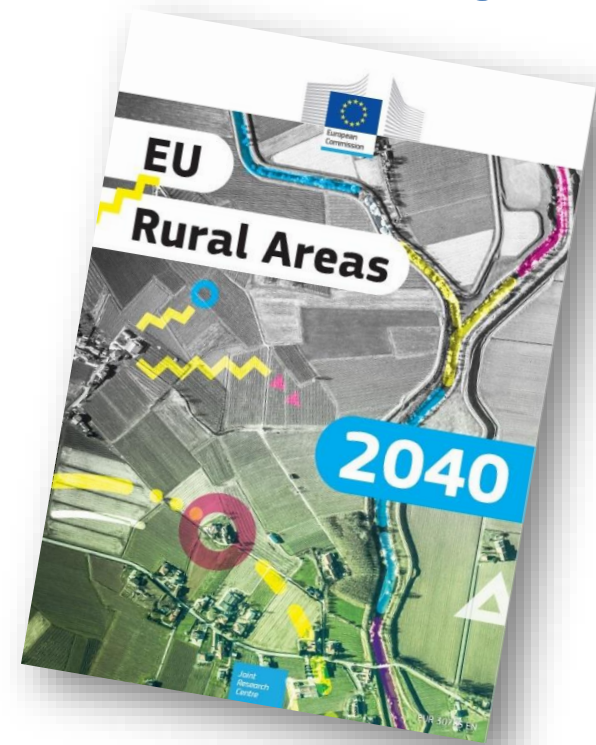 European
Commission
EU
Rural Areas
2040
Joint
Research
Centre